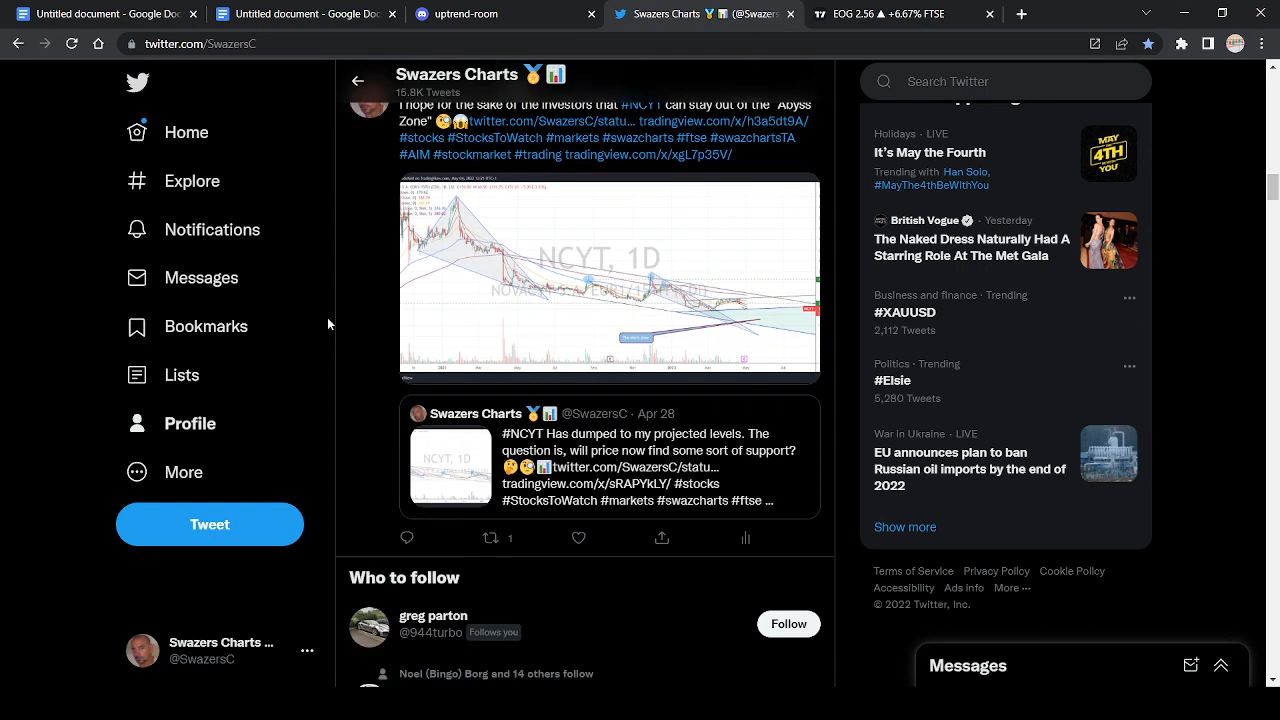 Untitled document - Google Doc
Untitled document - Google Doc
uptrend-room
Swazers Charts 🥇📊 (@Swazers
EOG 2.56 ▲ +6.67% FTSE
twitter.com/SwazersC
Home
Explore
Notifications
Messages
Bookmarks
Lists
Profile
More
Tweet
Swazers Charts ...
@SwazersC
Swazers Charts 🥇📊
15.8K Tweets
I hope for the sake of the investors that #NCYT can stay out of the "Abyss
Zone" 🧐😱twitter.com/SwazersC/statu... tradingview.com/x/h3a5dt9A/
#stocks #StocksToWatch #markets #swazcharts #ftse #swazchartsTA
#AIM #stockmarket #trading tradingview.com/x/xgL7p35V/
NCYT, 1D
Swazers Charts 🥇📊 @SwazersC · Apr 28
NCYT, 1D
#NCYT Has dumped to my projected levels. The
question is, will price now find some sort of support?
🤔🧐📊twitter.com/SwazersC/statu...
tradingview.com/x/sRAPYkLY/ #stocks
#StocksToWatch #markets #swazcharts #ftse ...
1
Who to follow
greg parton
@944turbo Follows you
Follow
Noel (Bingo) Borg and 14 others follow
Search Twitter
Holidays · LIVE
It's May the Fourth
Trending with Han Solo,
#MayThe4thBeWithYou
MAY
THE 4TH
BE WITH
YOU
British Vogue · Yesterday
The Naked Dress Naturally Had A
Starring Role At The Met Gala
Business and finance · Trending
#XAUUSD
2,112 Tweets
Politics · Trending
#Elsie
5,280 Tweets
War in Ukraine · LIVE
EU announces plan to ban
Russian oil imports by the end of
2022
Show more
Terms of Service Privacy Policy Cookie Policy
Accessibility Ads info More ...
© 2022 Twitter, Inc.
Messages